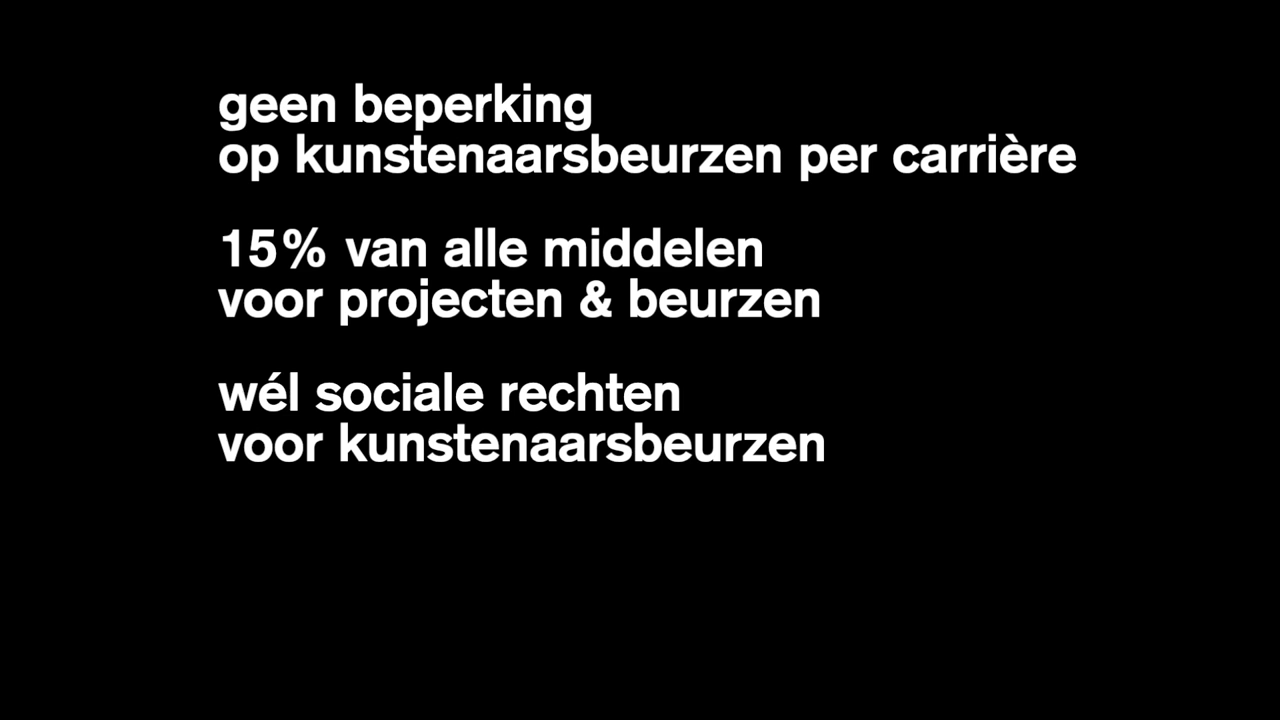 geen beperking
op kunstenaarsbeurzen per carrière
15% van alle middelen
voor projecten & beurzen
wél sociale rechten
voor kunstenaarsbeurzen